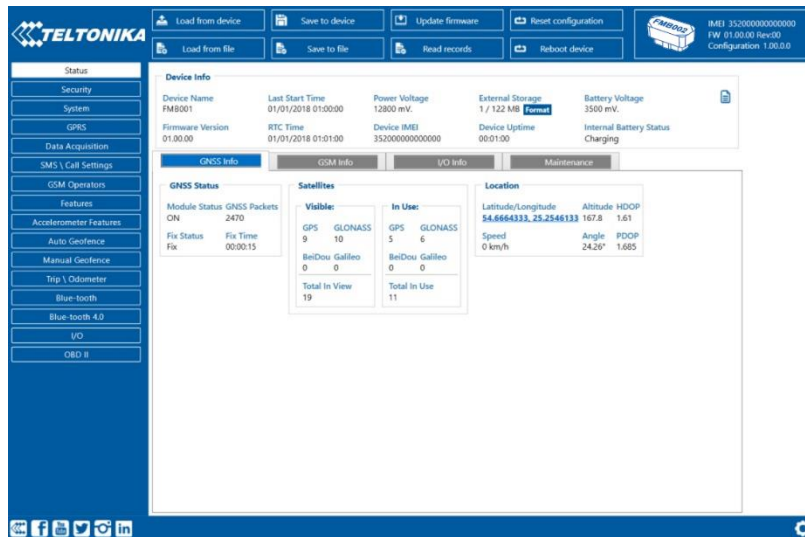 TELTONIKA
Load from device
Save to device
Update firmware
Reset configuration
Load from file
Save to file
Read records
Reboot device
FMB002
IMEI 352000000000000
FW 01.00.00 Rev:00
Configuration 1.00.0.0
Status
Security
System
GPRS
Data Acquisition
SMS \ Call Settings
GSM Operators
Features
Accelerometer Features
Auto Geofence
Manual Geofence
Trip \ Odometer
Blue-tooth
Blue-tooth 4.0
I/O
OBD II
Device Info
Device Name Last Start Time Power Voltage External Storage Battery Voltage
FMB001 01/01/2018 01:00:00 12800 mV. 1 / 122 MB Format 3500 mV.
Firmware Version RTC Time Device IMEI Device Uptime Internal Battery Status
01.00.00 01/01/2018 01:01:00 352000000000000 00:01:00 Charging
GNSS Info GSM Info I/O Info Maintenance
GNSS Status
Module Status GNSS Packets
ON 2470
Fix Status Fix Time
Fix 00:00:15
Satellites
Visible:
GPS GLONASS
9 10
BeiDou Galileo
0 0
Total In View
19
In Use:
GPS GLONASS
5 6
BeiDou Galileo
0 0
Total In Use
11
Location
Latitude/Longitude Altitude HDOP
54.6664333, 25.2546133 167.8 1.61
Speed Angle PDOP
0 km/h 24.26° 1.685